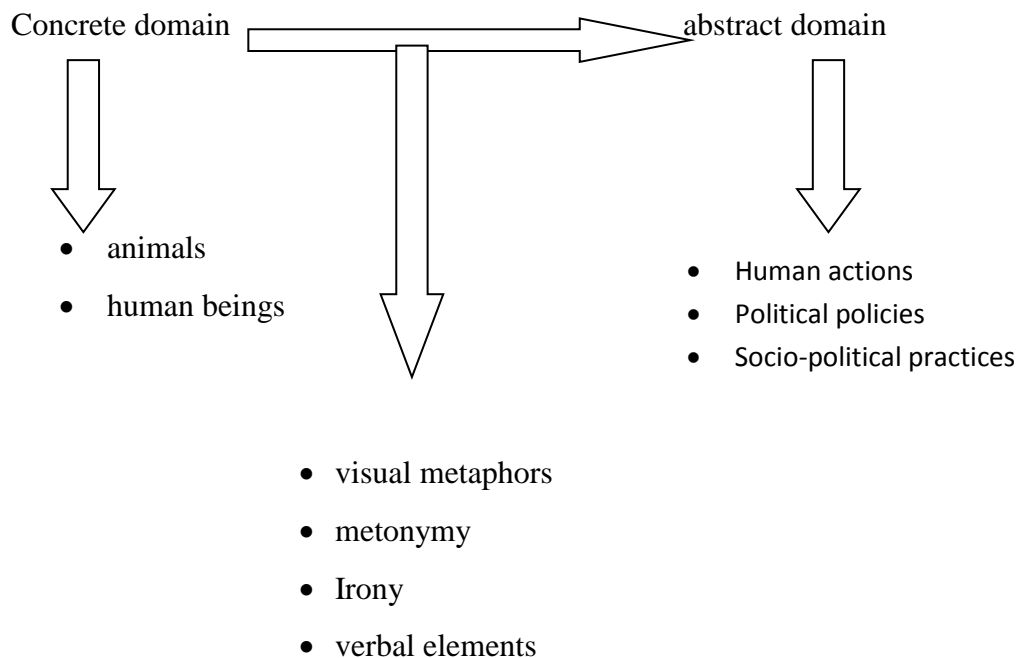 Concrete domain abstract domain
• animals
• human beings
• Human actions
• Political policies
• Socio-political practices
• visual metaphors
• metonymy
• Irony
• verbal elements